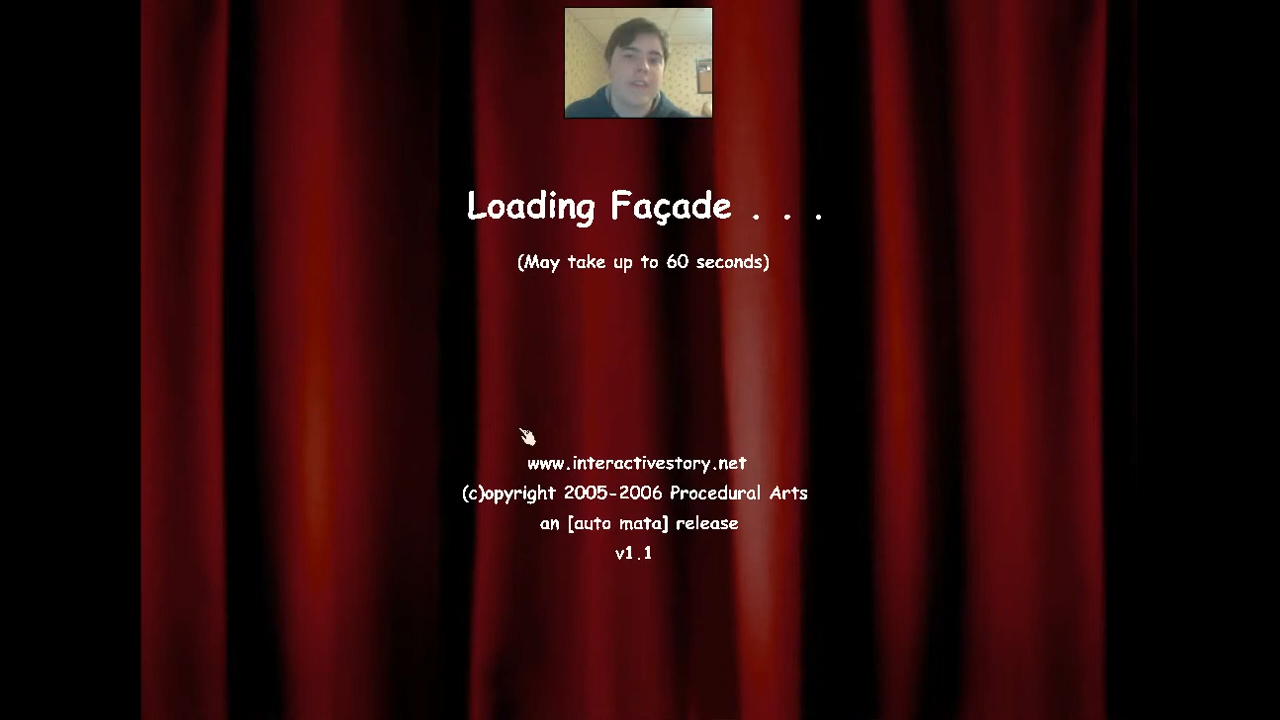 Loading Façade . . .
(May take up to 60 seconds)
www.interactivestory.net
(c)opyright 2005-2006 Procedural Arts
an [auto mata] release
v1.1